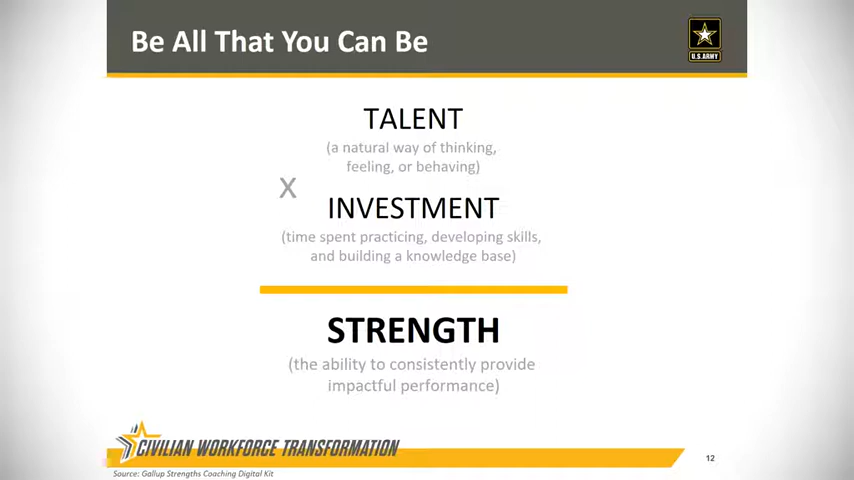 Be All That You Can Be
U.S.ARMY
TALENT
(a natural way of thinking,
feeling, or behaving)
X
INVESTMENT
(time spent practicing, developing skills,
and building a knowledge base)
STRENGTH
(the ability to consistently provide
impactful performance)
CIVILIAN WORKFORCE TRANSFORMATION
12
Source: Gallup Strengths Coaching Digital Kit